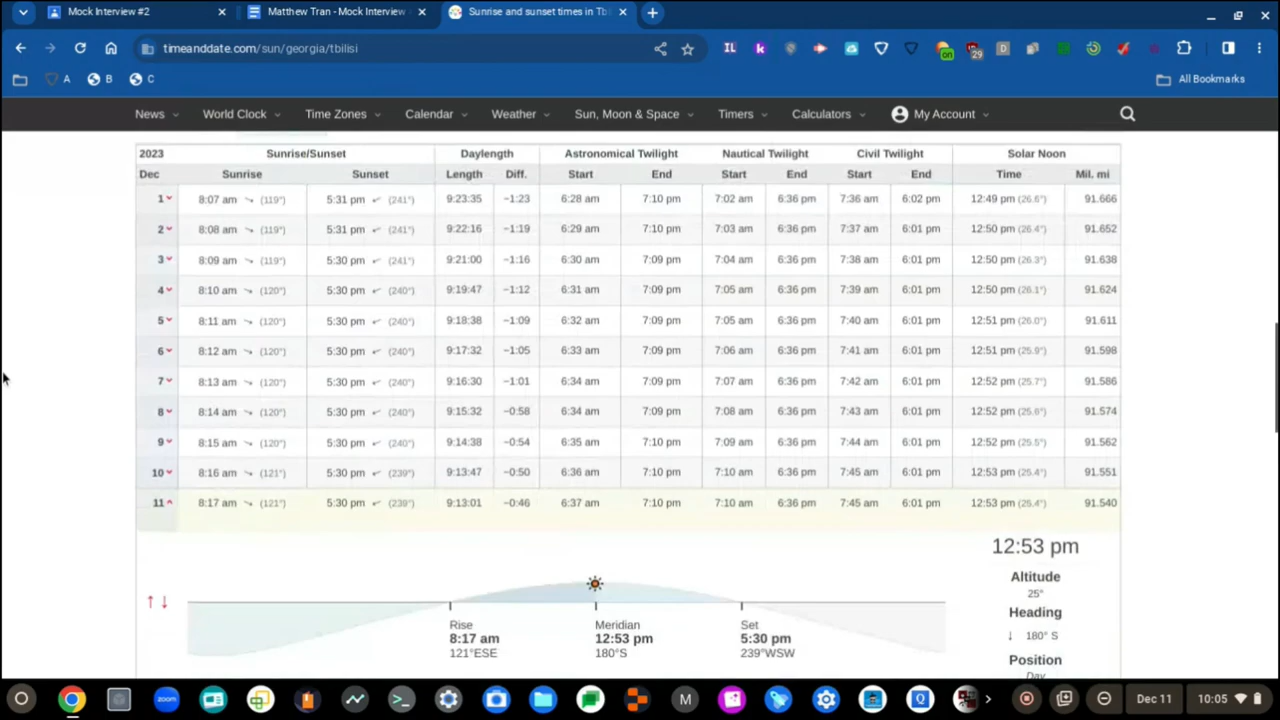 Mock Interview #2
Matthew Tran - Mock Interview
Sunrise and sunset times in Tbi
timeanddate.com/sun/georgia/tbilisi
IL k on 29 D
A B C All Bookmarks
News World Clock Time Zones Calendar Weather Sun, Moon & Space Timers Calculators My Account
2023 Sunrise/Sunset Daylength Astronomical Twilight Nautical Twilight Civil Twilight Solar Noon
Dec Sunrise Sunset Length Diff. Start End Start End Start End Time Mil. mi
1 8:07 am (119°) 5:31 pm (241°) 9:23:35 −1:23 6:28 am 7:10 pm 7:02 am 6:36 pm 7:36 am 6:02 pm 12:49 pm (26.6°) 91.666
2 8:08 am (119°) 5:31 pm (241°) 9:22:16 −1:19 6:29 am 7:10 pm 7:03 am 6:36 pm 7:37 am 6:01 pm 12:50 pm (26.4°) 91.652
3 8:09 am (119°) 5:30 pm (241°) 9:21:00 −1:16 6:30 am 7:09 pm 7:04 am 6:36 pm 7:38 am 6:01 pm 12:50 pm (26.3°) 91.638
4 8:10 am (120°) 5:30 pm (240°) 9:19:47 −1:12 6:31 am 7:09 pm 7:05 am 6:36 pm 7:39 am 6:01 pm 12:50 pm (26.1°) 91.624
5 8:11 am (120°) 5:30 pm (240°) 9:18:38 −1:09 6:32 am 7:09 pm 7:05 am 6:36 pm 7:40 am 6:01 pm 12:51 pm (26.0°) 91.611
6 8:12 am (120°) 5:30 pm (240°) 9:17:32 −1:05 6:33 am 7:09 pm 7:06 am 6:36 pm 7:41 am 6:01 pm 12:51 pm (25.9°) 91.598
7 8:13 am (120°) 5:30 pm (240°) 9:16:30 −1:01 6:34 am 7:09 pm 7:07 am 6:36 pm 7:42 am 6:01 pm 12:52 pm (25.7°) 91.586
8 8:14 am (120°) 5:30 pm (240°) 9:15:32 −0:58 6:34 am 7:09 pm 7:08 am 6:36 pm 7:43 am 6:01 pm 12:52 pm (25.6°) 91.574
9 8:15 am (120°) 5:30 pm (240°) 9:14:38 −0:54 6:35 am 7:10 pm 7:09 am 6:36 pm 7:44 am 6:01 pm 12:52 pm (25.5°) 91.562
10 8:16 am (121°) 5:30 pm (239°) 9:13:47 −0:50 6:36 am 7:10 pm 7:10 am 6:36 pm 7:45 am 6:01 pm 12:53 pm (25.4°) 91.551
11 8:17 am (121°) 5:30 pm (239°) 9:13:01 −0:46 6:37 am 7:10 pm 7:10 am 6:36 pm 7:45 am 6:01 pm 12:53 pm (25.4°) 91.540
12:53 pm
Altitude
25°
Heading
180° S
Position
Day
Rise Meridian Set
8:17 am 12:53 pm 5:30 pm
121°ESE 180°S 239°WSW
zoom M Q Dec 11 10:05